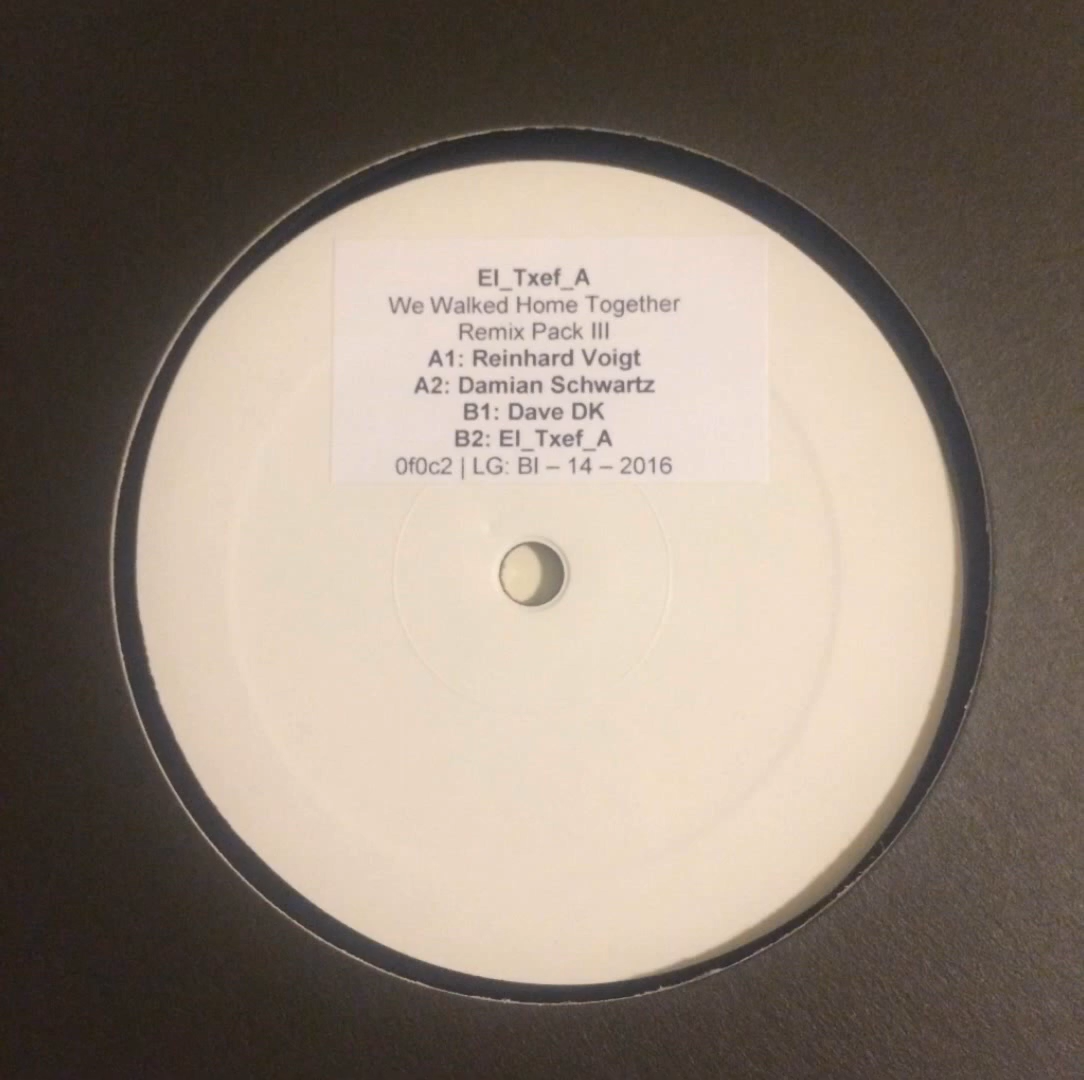 El_Txef_A
We Walked Home Together
Remix Pack III
A1: Reinhard Voigt
A2: Damian Schwartz
B1: Dave DK
B2: El_Txef_A
0f0c2 | LG: BI – 14 – 2016